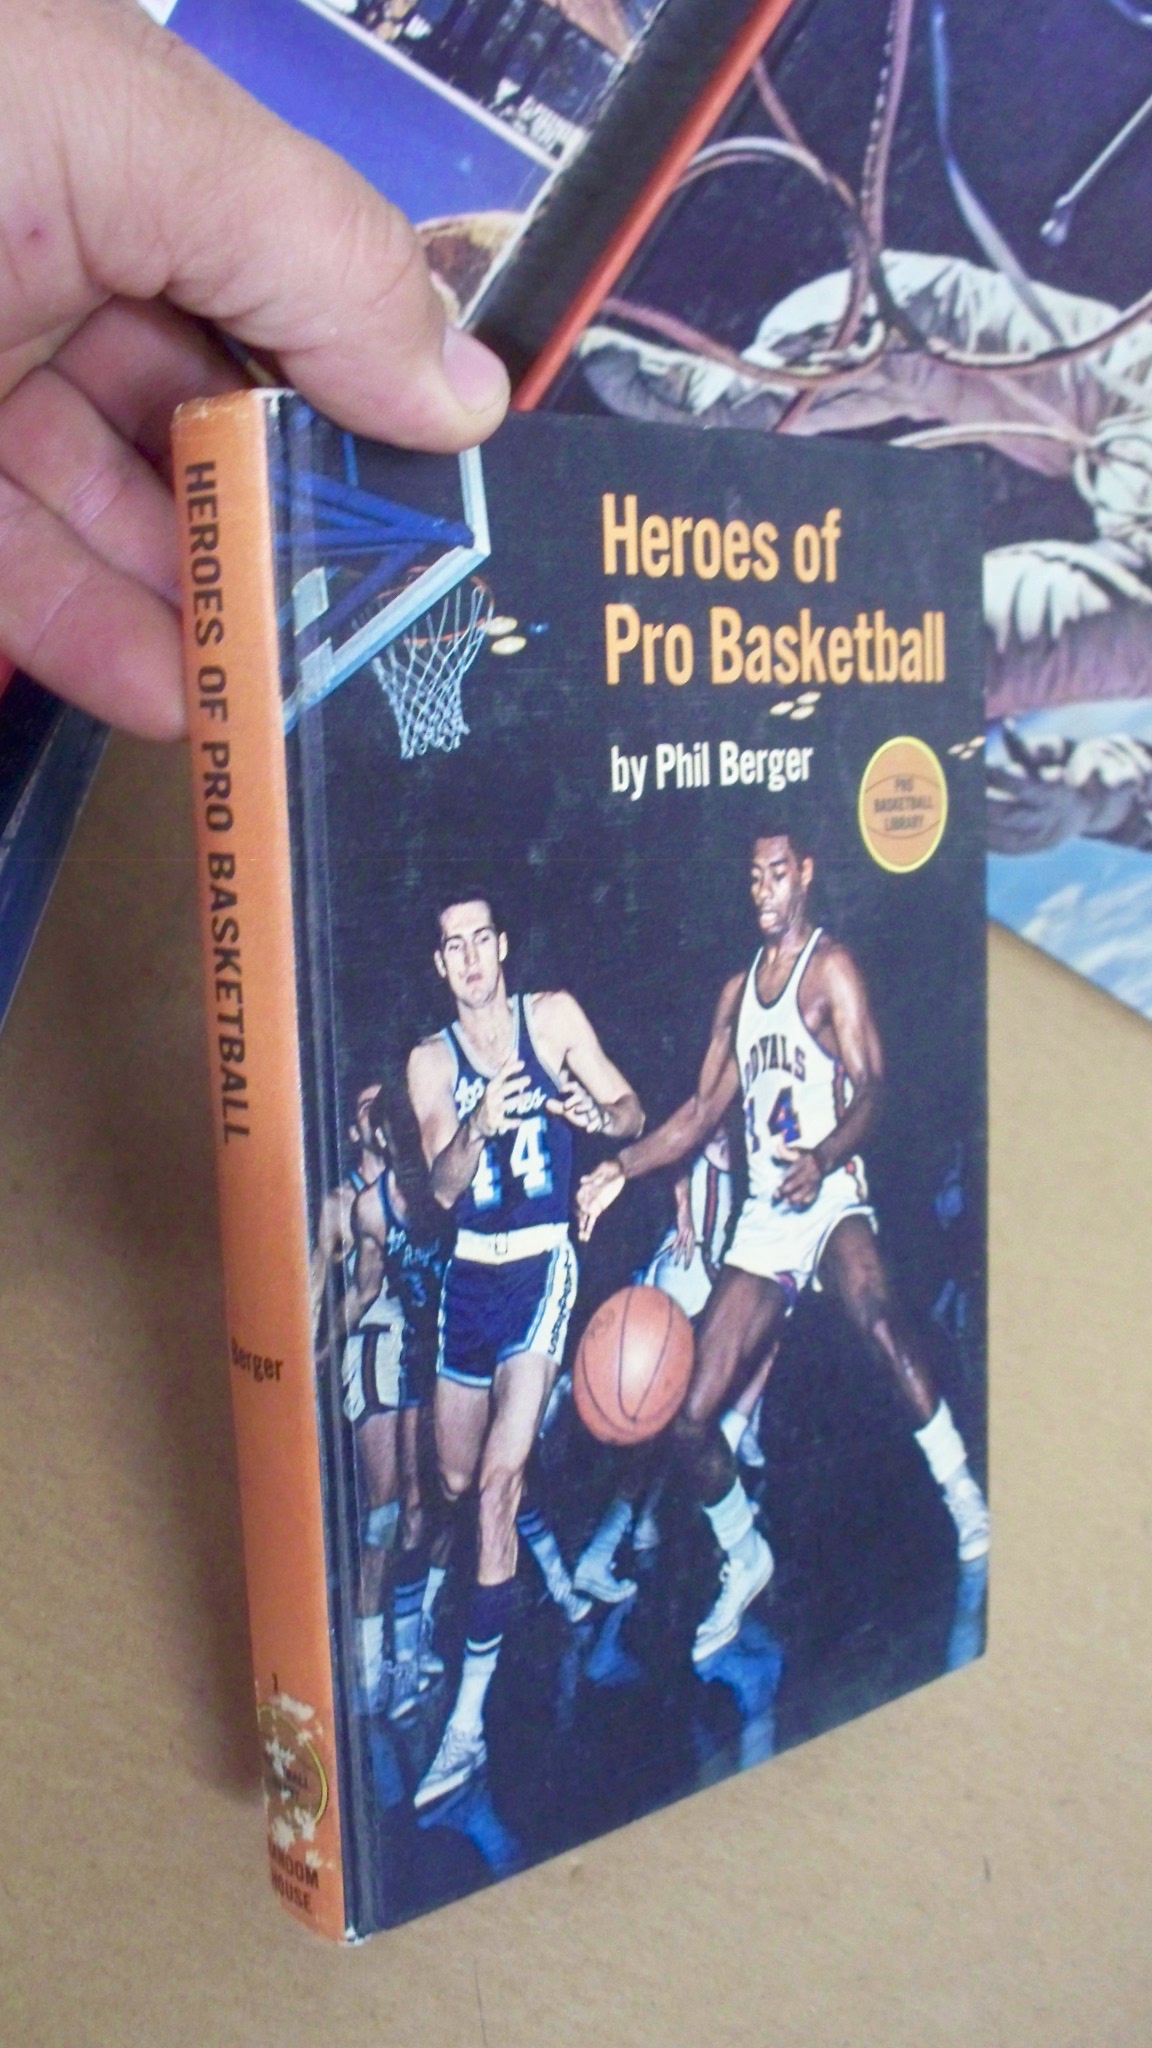 HEROES OF PRO BASKETBALL
Berger
1
RANDOM
HOUSE
Heroes of
Pro Basketball
by Phil Berger
PRO
BASKETBALL
LIBRARY
ROYALS
14
44
LAKERS